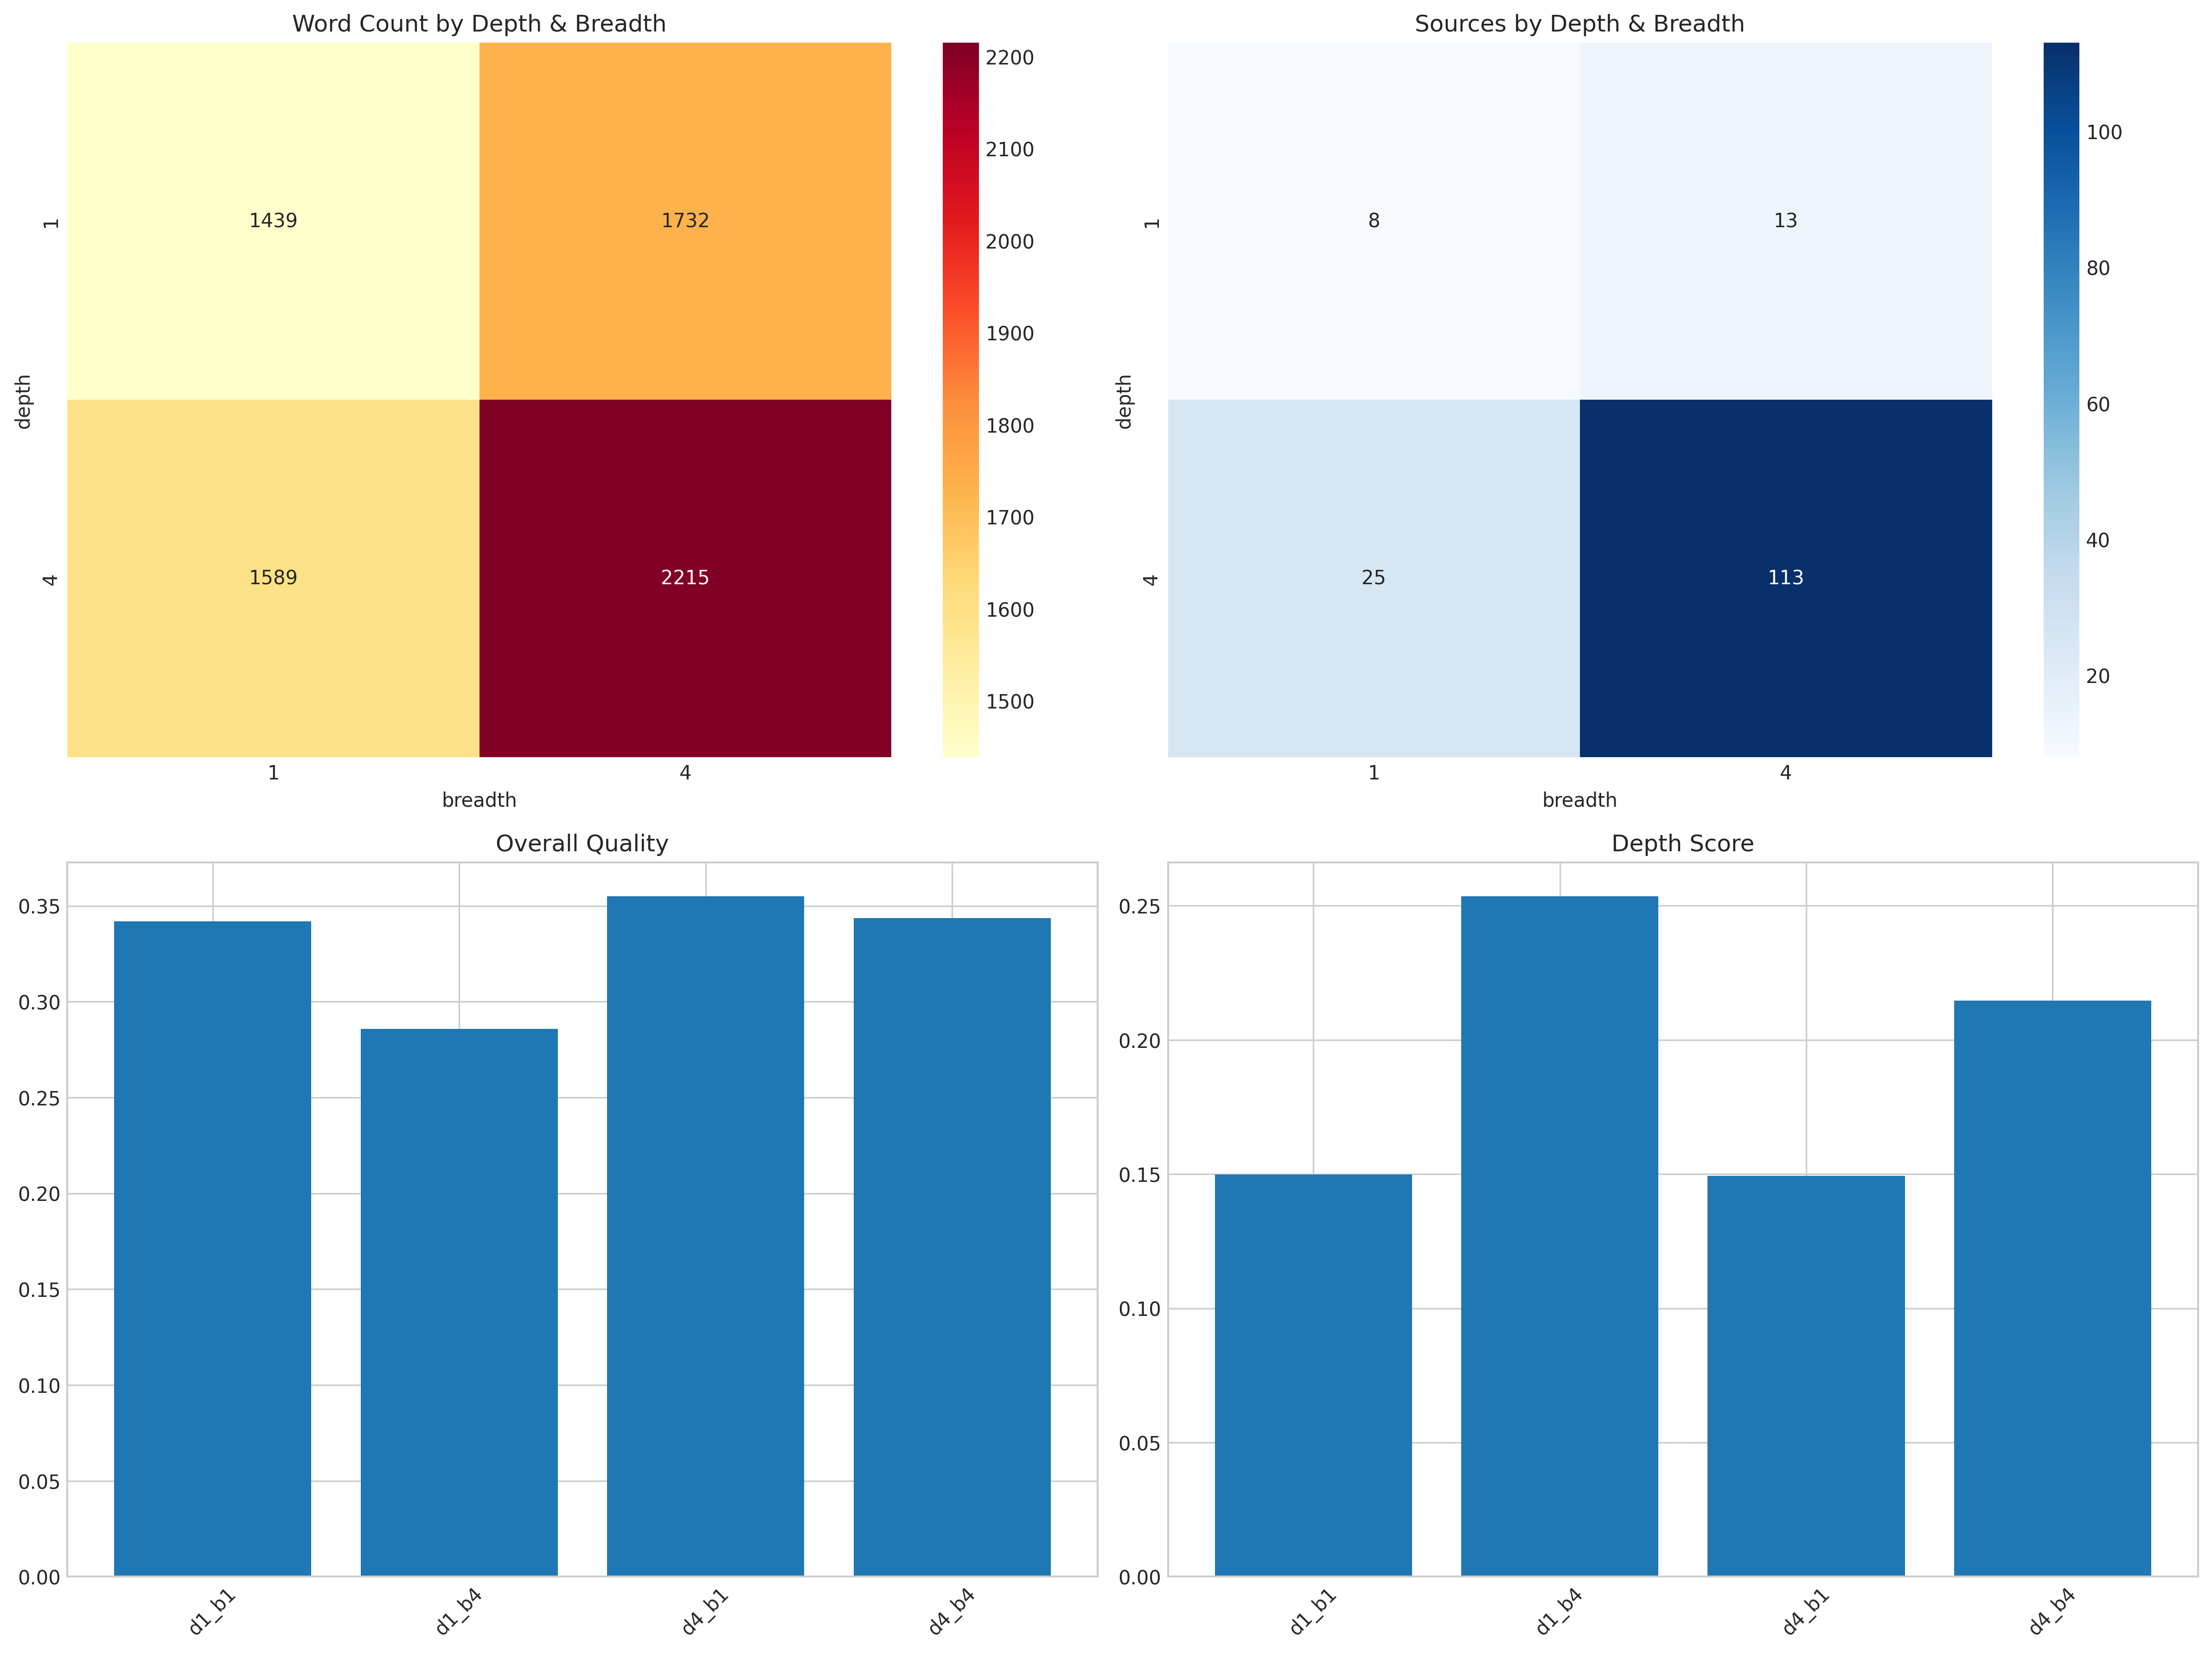 Word Count by Depth & Breadth
depth
1
4
1439
1732
1589
2215
1
4
breadth
2200
2100
2000
1900
1800
1700
1600
1500
Sources by Depth & Breadth
depth
1
4
8
13
25
113
1
4
breadth
100
80
60
40
20
Overall Quality
0.35
0.30
0.25
0.20
0.15
0.10
0.05
0.00
d1_b1
d1_b4
d4_b1
d4_b4
Depth Score
0.25
0.20
0.15
0.10
0.05
0.00
d1_b1
d1_b4
d4_b1
d4_b4